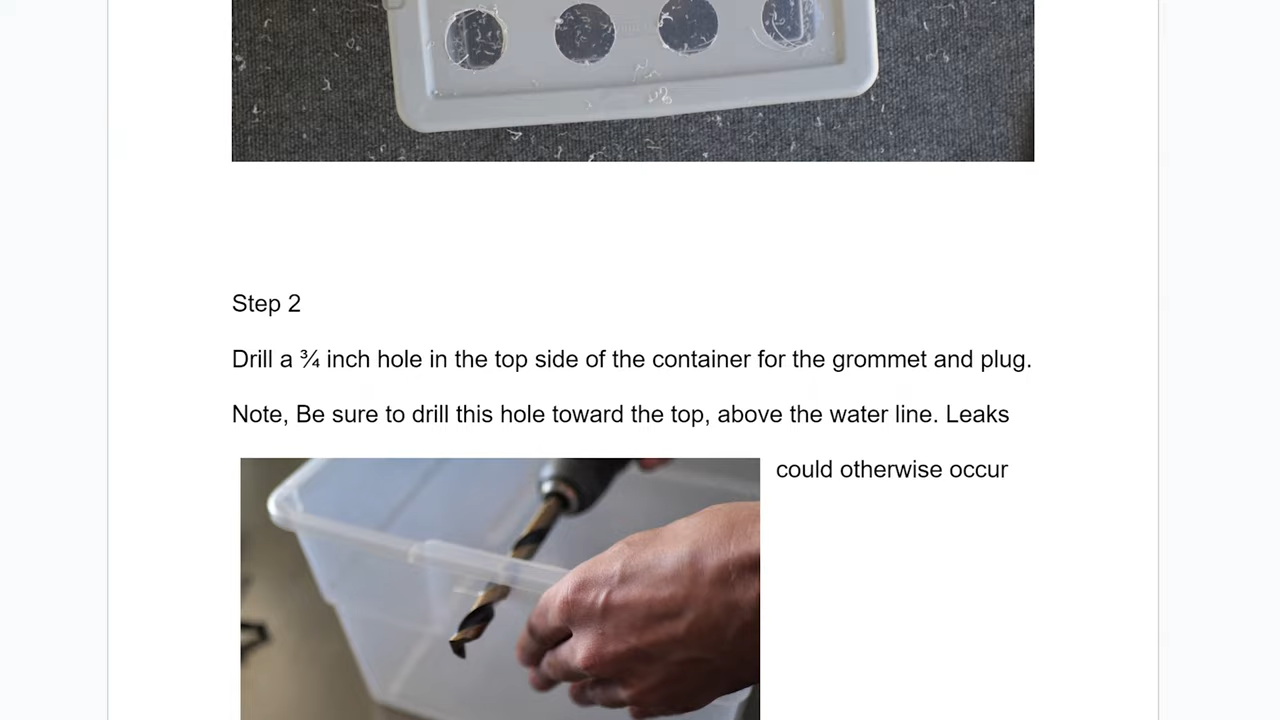 Step 2
Drill a ¾ inch hole in the top side of the container for the grommet and plug.
Note, Be sure to drill this hole toward the top, above the water line. Leaks
could otherwise occur